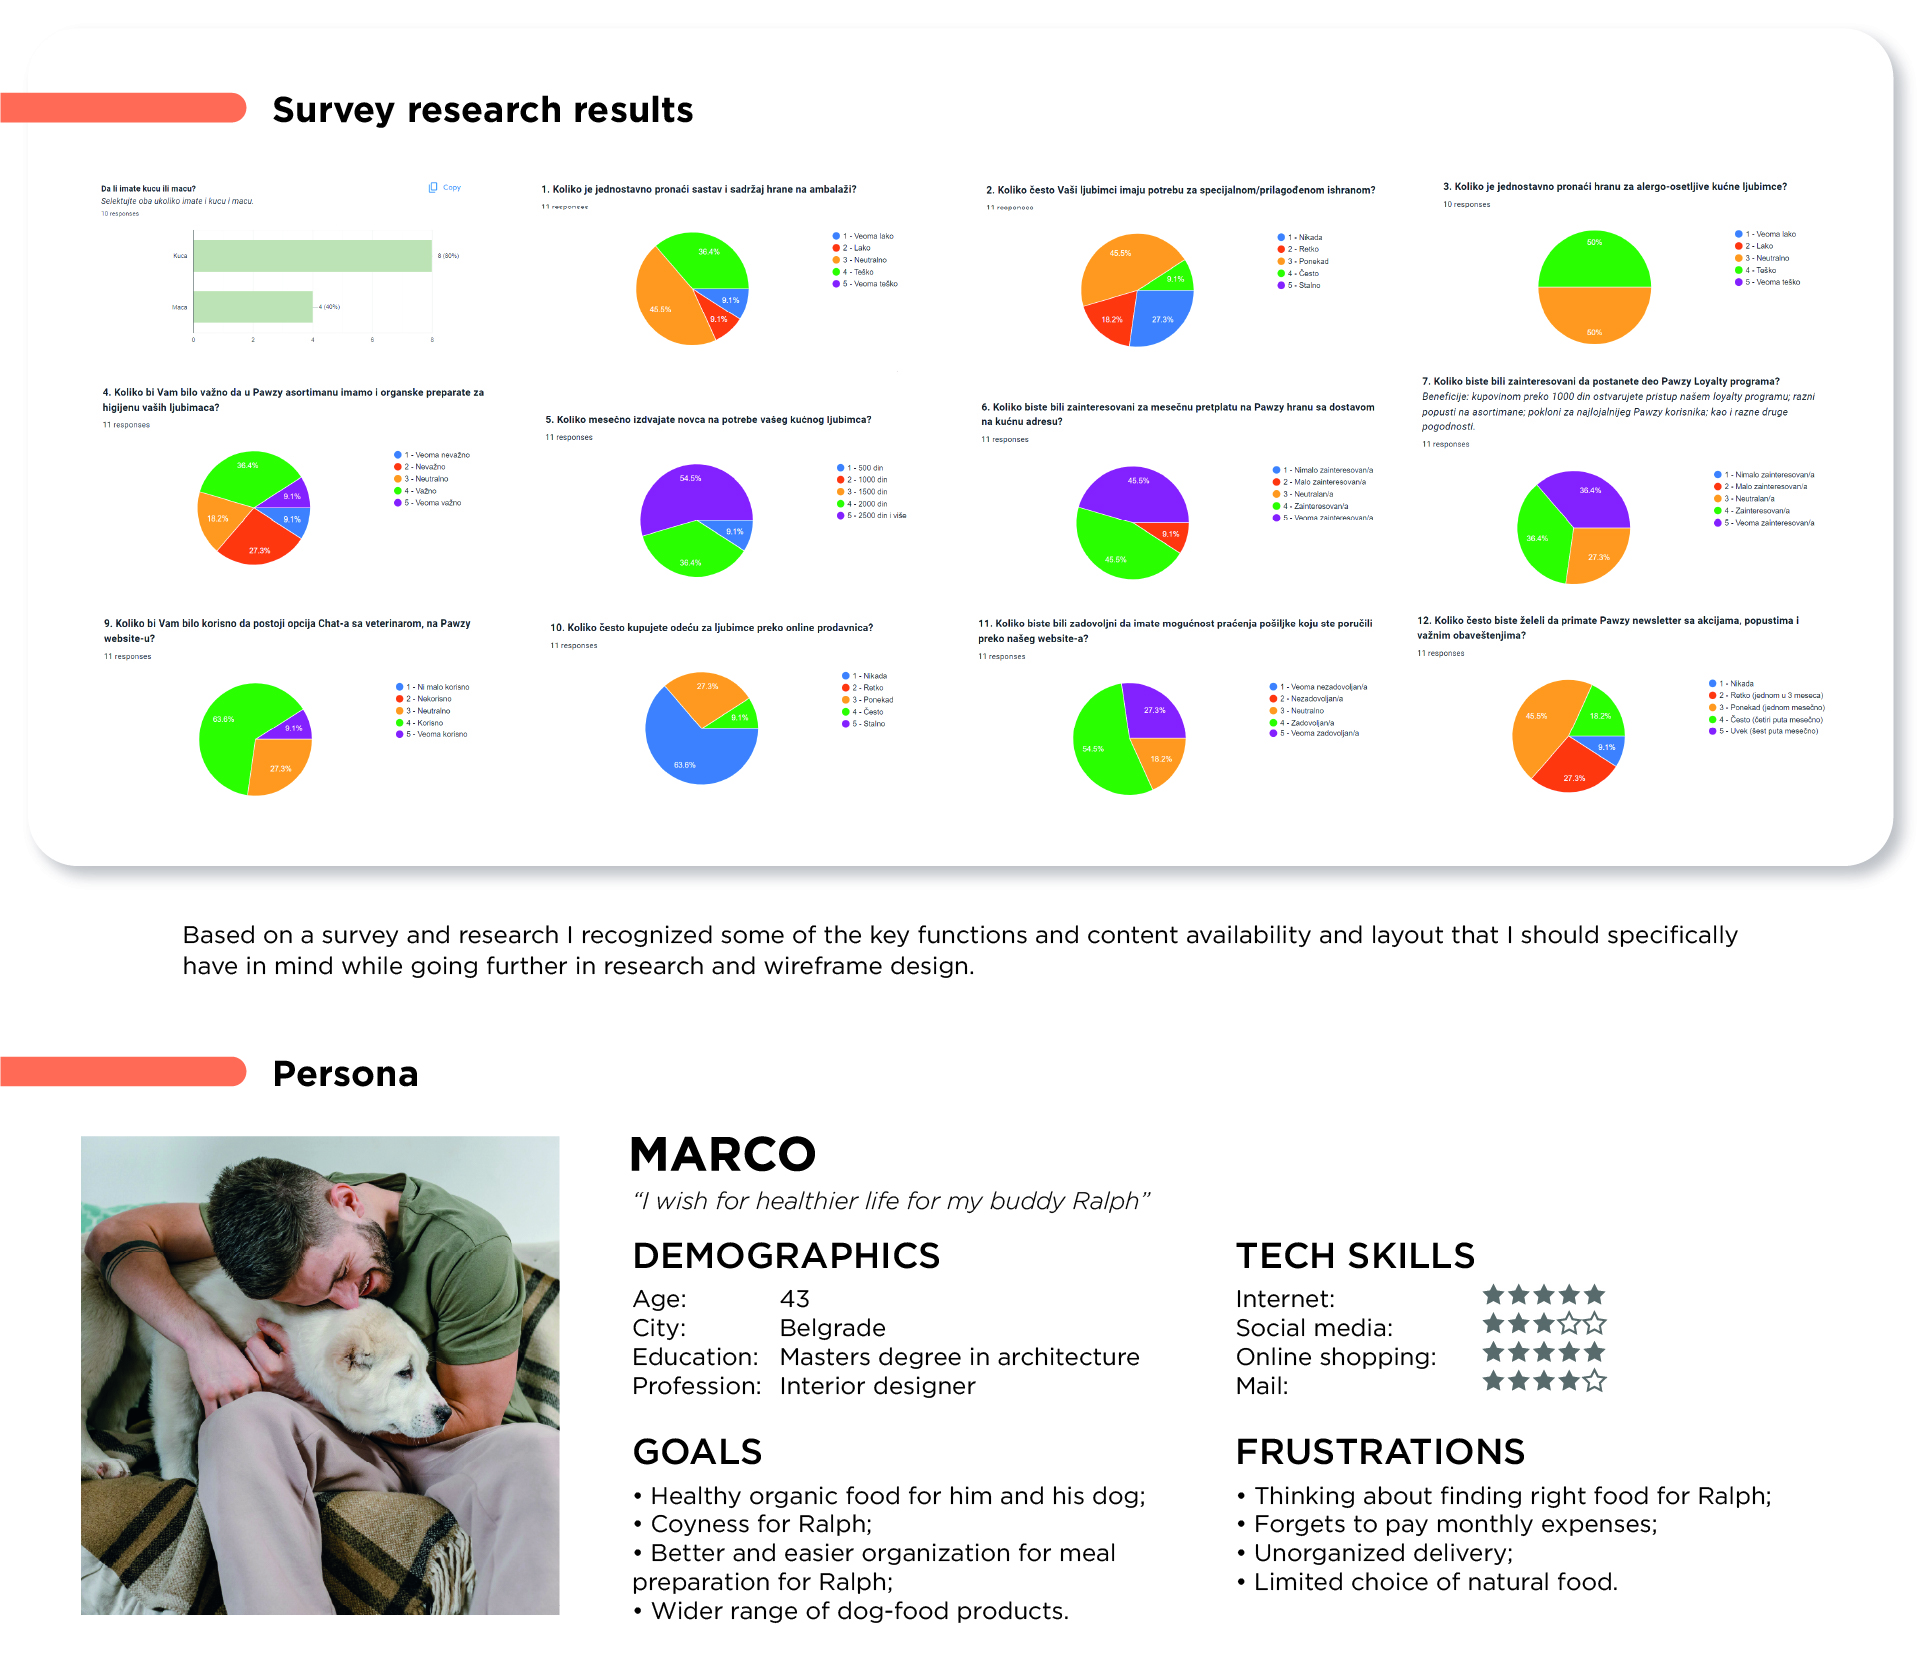 Survey research results
Da li imate kucu ili macu?
Copy
Selektujte oba ukoliko imate i kucu i macu.
10 responses
Kuca
8 (80%)
Maca
4 (40%)
0
2
4
6
8
1. Koliko je jednostavno pronaći sastav i sadržaj hrane na ambalaži?
11 responses
36.4%
45.5%
9.1%
9.1%
1 - Veoma lako
2 - Lako
3 - Neutralno
4 - Teško
5 - Veoma teško
2. Koliko često Vaši ljubimci imaju potrebu za specijalnom/prilagođenom ishranom?
11 responses
45.5%
9.1%
18.2%
27.3%
1 - Nikada
2 - Retko
3 - Ponekad
4 - Često
5 - Stalno
3. Koliko je jednostavno pronaći hranu za alergo-osetljive kućne ljubimce?
10 responses
50%
50%
1 - Veoma lako
2 - Lako
3 - Neutralno
4 - Teško
5 - Veoma teško
4. Koliko bi Vam bilo važno da u Pawzy asortimanu imamo i organske preparate za
higijenu vaših ljubimaca?
11 responses
36.4%
9.1%
18.2%
9.1%
27.3%
1 - Veoma nevažno
2 - Nevažno
3 - Neutralno
4 - Važno
5 - Veoma važno
5. Koliko mesečno izdvajate novca na potrebe vašeg kućnog ljubimca?
11 responses
54.5%
9.1%
36.4%
1 - 500 din
2 - 1000 din
3 - 1500 din
4 - 2000 din
5 - 2500 din i više
6. Koliko biste bili zainteresovani za mesečnu pretplatu na Pawzy hranu sa dostavom
na kućnu adresu?
11 responses
45.5%
9.1%
45.5%
1 - Nimalo zainteresovan/a
2 - Malo zainteresovan/a
3 - Neutralan/a
4 - Zainteresovan/a
5 - Veoma zainteresovan/a
7. Koliko biste bili zainteresovani da postanete deo Pawzy Loyalty programa?
Beneficije: kupovinom preko 1000 din ostvarujete pristup našem loyalty programu; razni
popusti na asortimane; pokloni za najlojalnijeg Pawzy korisnika; kao i razne druge
pogodnosti.
11 responses
36.4%
36.4%
27.3%
1 - Nimalo zainteresovan/a
2 - Malo zainteresovan/a
3 - Neutralan/a
4 - Zainteresovan/a
5 - Veoma zainteresovan/a
9. Koliko bi Vam bilo korisno da postoji opcija Chat-a sa veterinarom, na Pawzy
website-u?
11 responses
63.6%
9.1%
27.3%
1 - Ni malo korisno
2 - Nekorisno
3 - Neutralno
4 - Korisno
5 - Veoma korisno
10. Koliko često kupujete odeću za ljubimce preko online prodavnica?
11 responses
27.3%
9.1%
63.6%
1 - Nikada
2 - Retko
3 - Ponekad
4 - Često
5 - Stalno
11. Koliko biste bili zadovoljni da imate mogućnost praćenja pošiljke koju ste poručili
preko našeg website-a?
11 responses
27.3%
54.5%
18.2%
1 - Veoma nezadovoljan/a
2 - Nezadovoljan/a
3 - Neutralno
4 - Zadovoljan/a
5 - Veoma zadovoljan/a
12. Koliko često biste želeli da primate Pawzy newsletter sa akcijama, popustima i
važnim obaveštenjima?
11 responses
45.5%
18.2%
9.1%
27.3%
1 - Nikada
2 - Retko (jednom u 3 meseca)
3 - Ponekad (jednom mesečno)
4 - Često (četiri puta mesečno)
5 - Uvek (šest puta mesečno)
Based on a survey and research I recognized some of the key functions and content availability and layout that I should specifically
have in mind while going further in research and wireframe design.
Persona
MARCO
“I wish for healthier life for my buddy Ralph”
DEMOGRAPHICS
Age: 43
City: Belgrade
Education: Masters degree in architecture
Profession: Interior designer
TECH SKILLS
Internet:
Social media:
Online shopping:
Mail:
GOALS
• Healthy organic food for him and his dog;
• Coyness for Ralph;
• Better and easier organization for meal
preparation for Ralph;
• Wider range of dog-food products.
FRUSTRATIONS
• Thinking about finding right food for Ralph;
• Forgets to pay monthly expenses;
• Unorganized delivery;
• Limited choice of natural food.